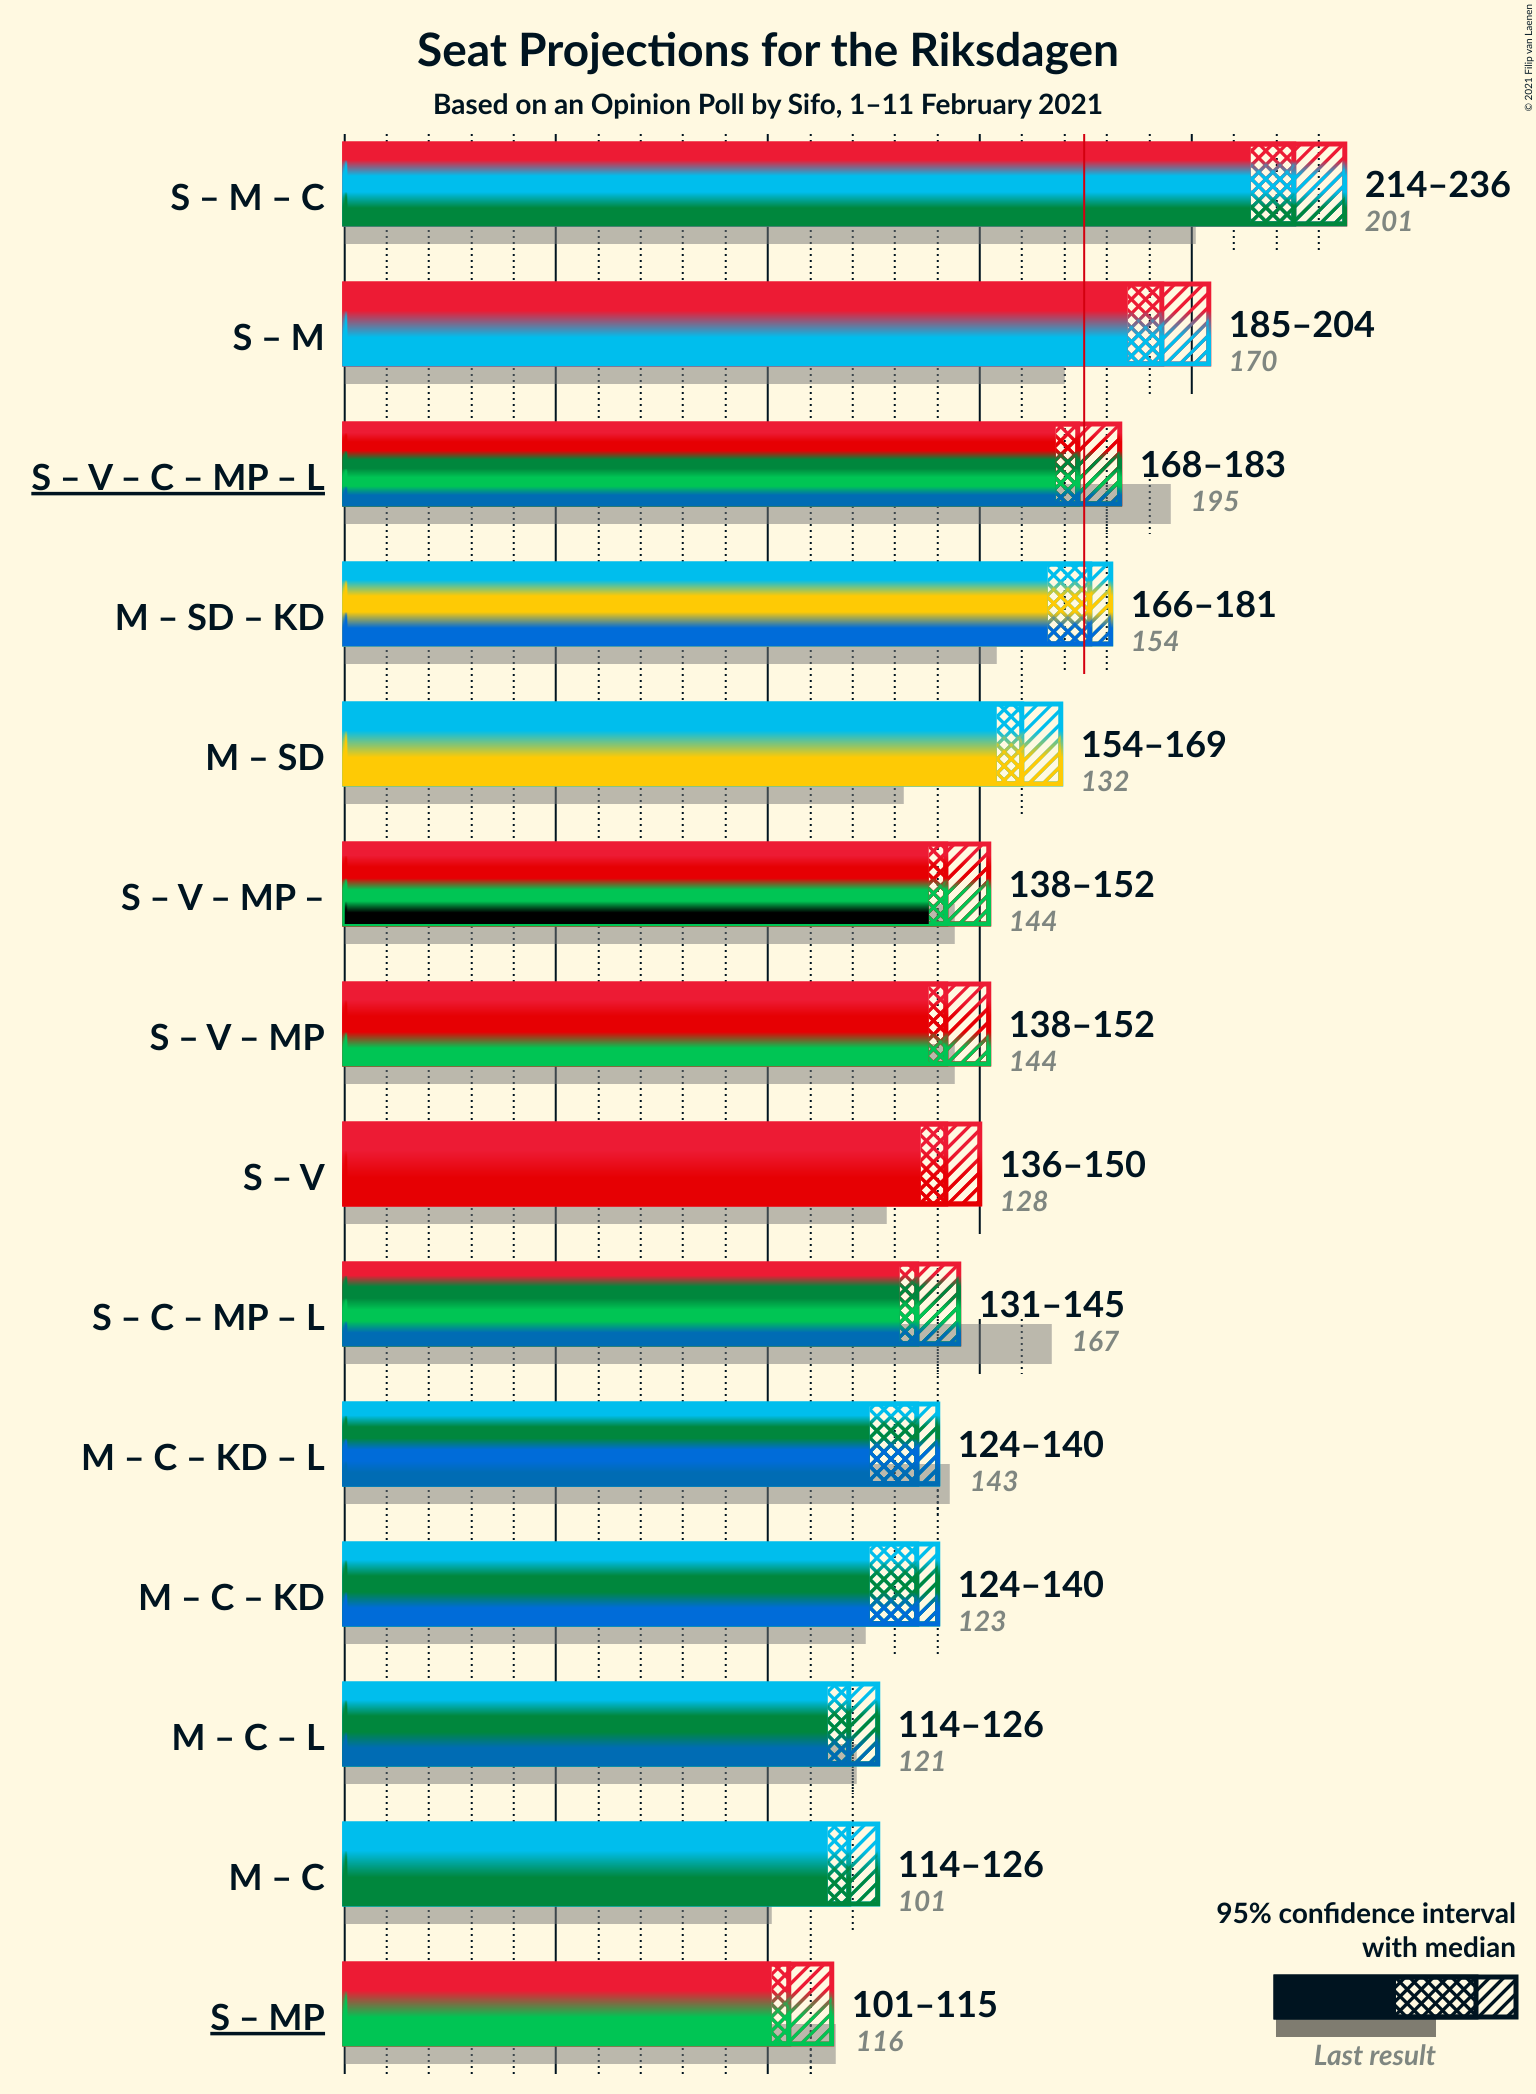 Seat Projections for the Riksdagen
Based on an Opinion Poll by Sifo, 1–11 February 2021
© 2021 Filip van Laenen
S – M – C
214–236
201
S – M
185–204
170
S – V – C – MP – L
168–183
195
M – SD – KD
166–181
154
M – SD
154–169
132
S – V – MP –
138–152
144
S – V – MP
138–152
144
S – V
136–150
128
S – C – MP – L
131–145
167
M – C – KD – L
124–140
143
M – C – KD
124–140
123
M – C – L
114–126
121
M – C
114–126
101
S – MP
101–115
116
95% confidence interval
with median
Last result